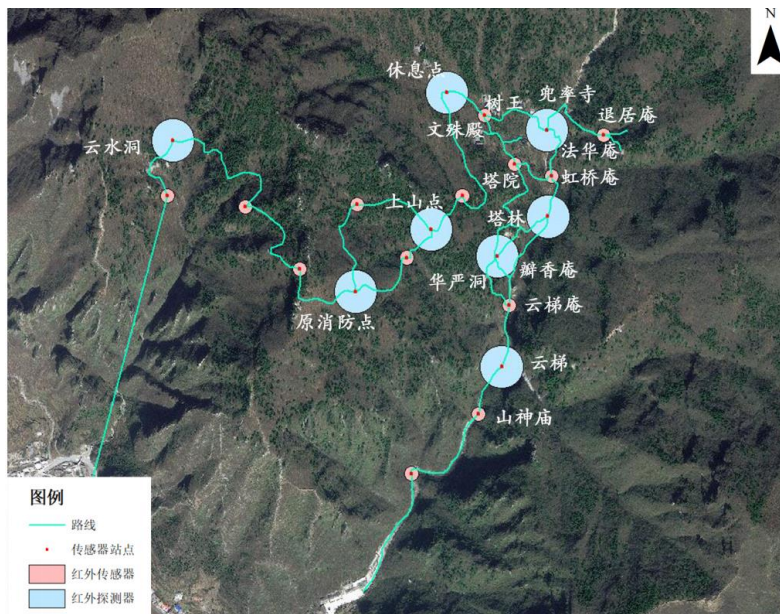 N
休息点
树王
兜率寺
退居庵
文殊殿
云水洞
法华庵
塔院
虹桥庵
上山点
塔林
华严洞
瓣香庵
云梯庵
原消防点
云梯
山神庙
图例
路线
传感器站点
红外传感器
红外探测器